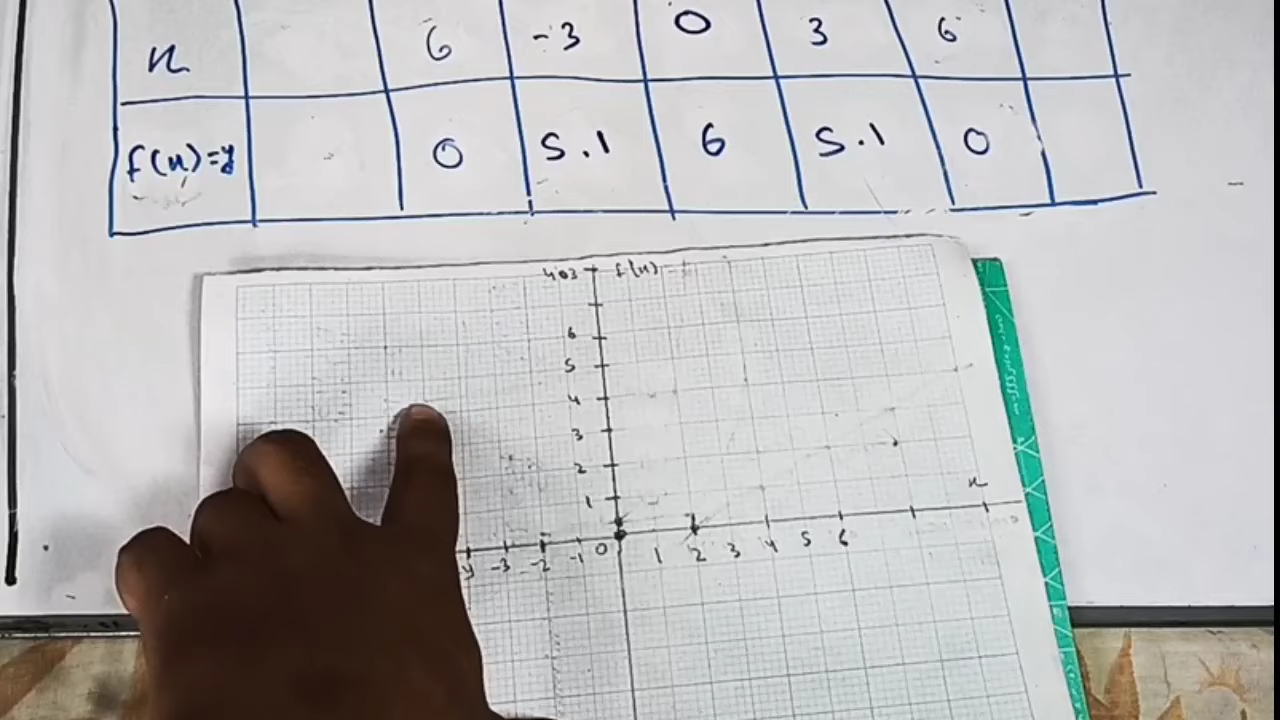 x 6 -3 0 3 6
f(x)=y 0 5.1 6 5.1 0
f(x)
6
5
4
3
2
1
x
-3 -2 -1 0 1 2 3 4 5 6